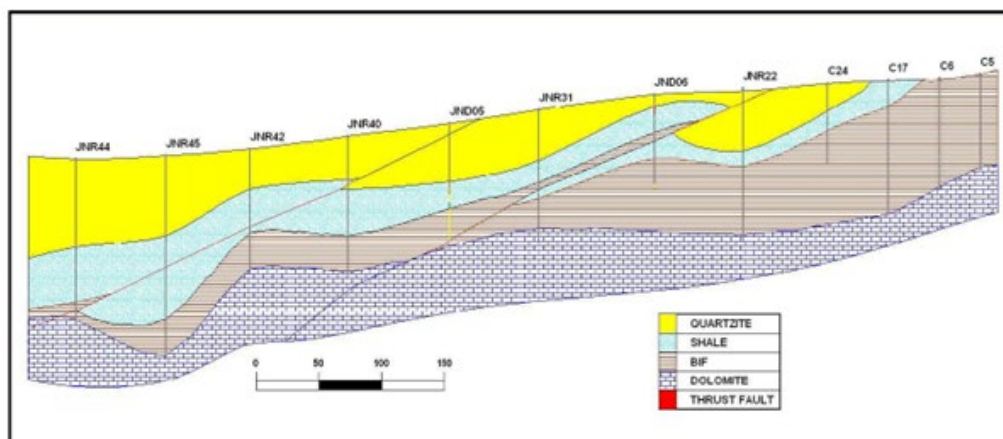 C5
C6
C17
C24
JNR22
JND06
JNR31
JND05
JNR40
JNR42
JNR45
JNR44
QUARTZITE
SHALE
BIF
DOLOMITE
THRUST FAULT
0 50 100 150